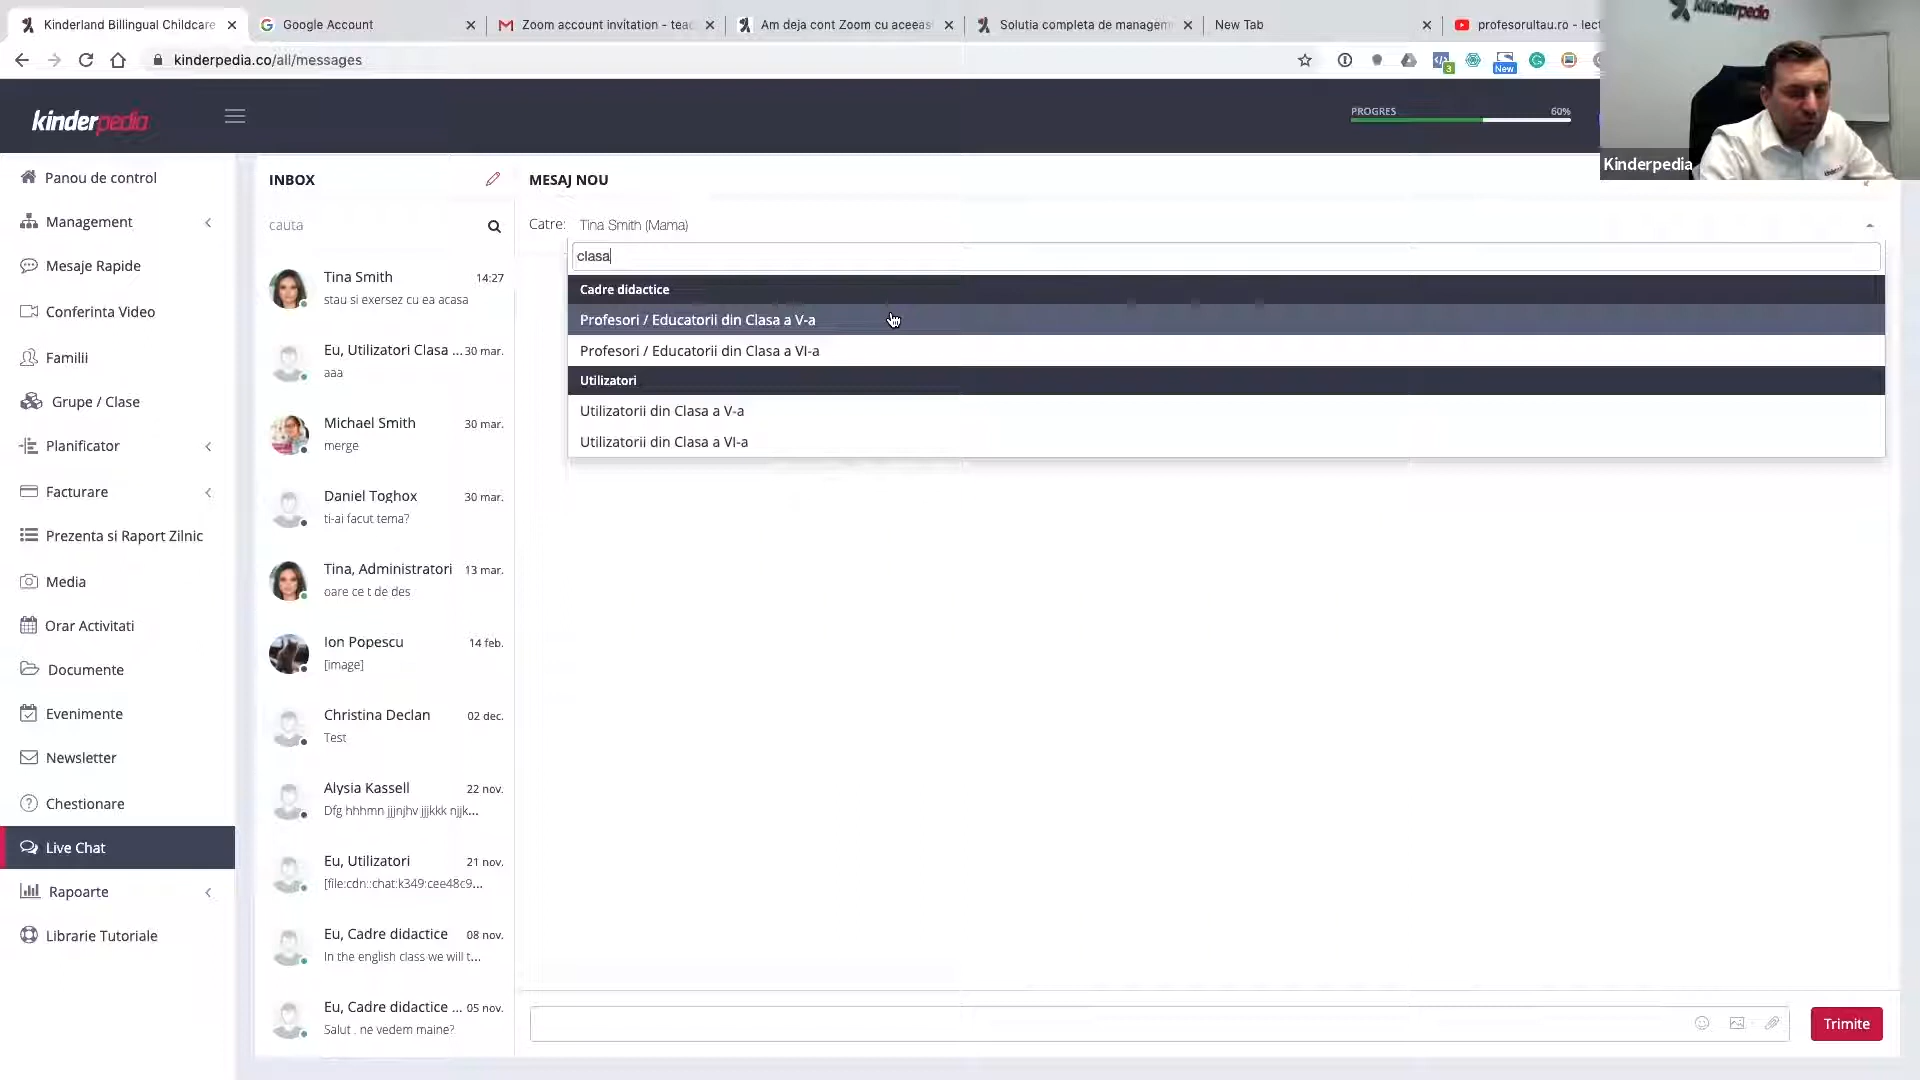 Kinderland Billingual Childcare
Google Account
Zoom account invitation - tea
Am deja cont Zoom cu aceeas
Solutia completa de managem
New Tab
profesorultau.ro - lect
kinderpedia.co/all/messages
3
New
kinderpedia
kinderpedia
PROGRES
60%
Kinderpedia
Panou de control
Management
Mesaje Rapide
Conferinta Video
Familii
Grupe / Clase
Planificator
Facturare
Prezenta si Raport Zilnic
Media
Orar Activitati
Documente
Evenimente
Newsletter
Chestionare
Live Chat
Rapoarte
Librarie Tutoriale
INBOX
cauta
Tina Smith 14:27
stau si exersez cu ea acasa
Eu, Utilizatori Clasa ... 30 mar.
aaa
Michael Smith 30 mar.
merge
Daniel Toghox 30 mar.
ti-ai facut tema?
Tina, Administratori 13 mar.
oare ce t de des
Ion Popescu 14 feb.
[image]
Christina Declan 02 dec.
Test
Alysia Kassell 22 nov.
Dfg hhhmn jjjnjhv jjjkkk njjk...
Eu, Utilizatori 21 nov.
[file:cdn::chat:k349:cee48c9...
Eu, Cadre didactice 08 nov.
In the english class we will t...
Eu, Cadre didactice ... 05 nov.
Salut . ne vedem maine?
MESAJ NOU
Catre: Tina Smith (Mama)
clasa
Cadre didactice
Profesori / Educatorii din Clasa a V-a
Profesori / Educatorii din Clasa a VI-a
Utilizatori
Utilizatorii din Clasa a V-a
Utilizatorii din Clasa a VI-a
Trimite